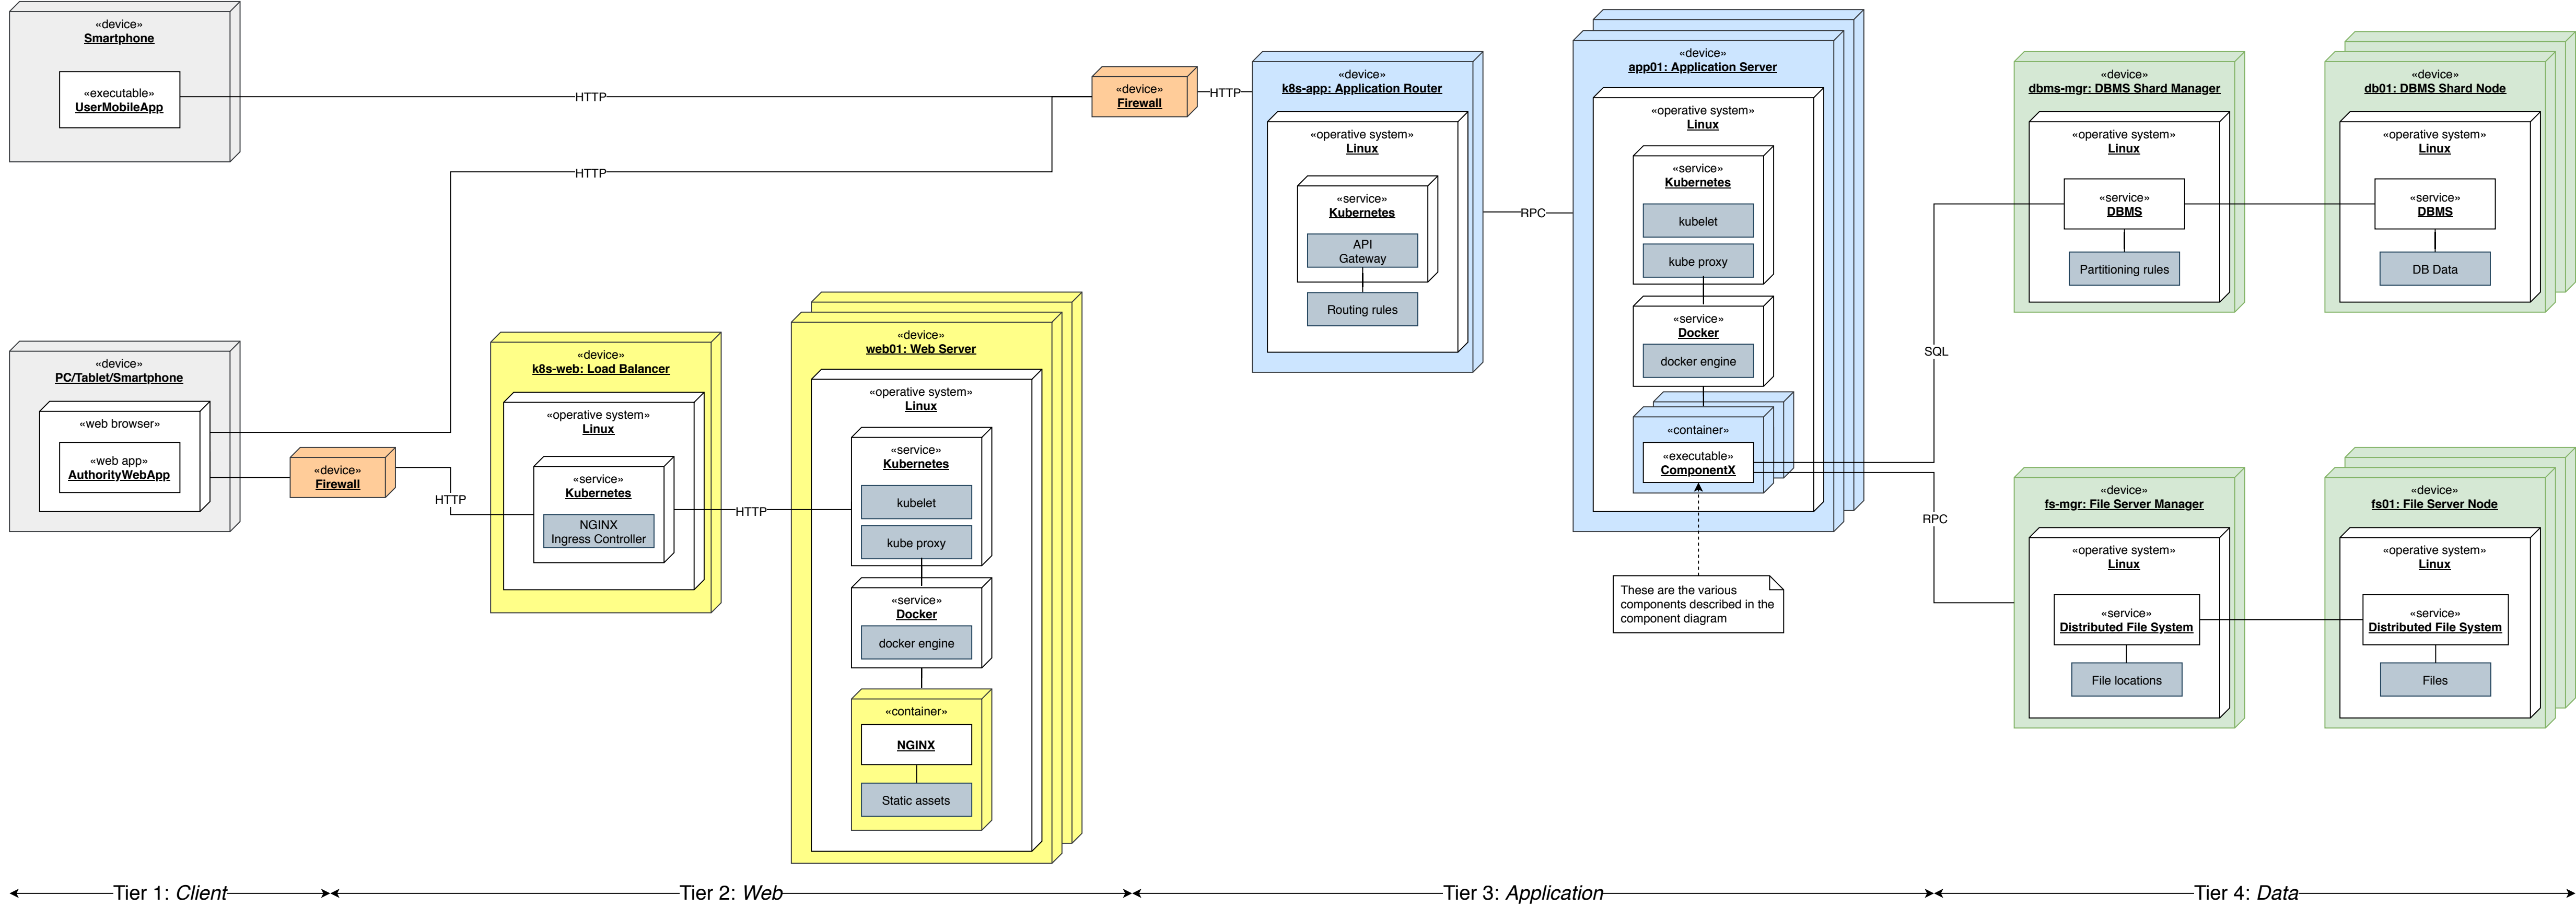 «device»
Smartphone
«executable»
UserMobileApp
HTTP
HTTP
«device»
PC/Tablet/Smartphone
«web browser»
«web app»
AuthorityWebApp
«device»
Firewall
HTTP
«device»
k8s-web: Load Balancer
«operative system»
Linux
«service»
Kubernetes
NGINX
Ingress Controller
HTTP
«device»
web01: Web Server
«operative system»
Linux
«service»
Kubernetes
kubelet
kube proxy
«service»
Docker
docker engine
«container»
NGINX
Static assets
«device»
Firewall
HTTP
«device»
k8s-app: Application Router
«operative system»
Linux
«service»
Kubernetes
API
Gateway
Routing rules
RPC
«device»
app01: Application Server
«operative system»
Linux
«service»
Kubernetes
kubelet
kube proxy
«service»
Docker
docker engine
«container»
«executable»
ComponentX
These are the various
components described in the
component diagram
SQL
RPC
«device»
dbms-mgr: DBMS Shard Manager
«operative system»
Linux
«service»
DBMS
Partitioning rules
«device»
db01: DBMS Shard Node
«operative system»
Linux
«service»
DBMS
DB Data
«device»
fs-mgr: File Server Manager
«operative system»
Linux
«service»
Distributed File System
File locations
«device»
fs01: File Server Node
«operative system»
Linux
«service»
Distributed File System
Files
Tier 1: Client
Tier 2: Web
Tier 3: Application
Tier 4: Data